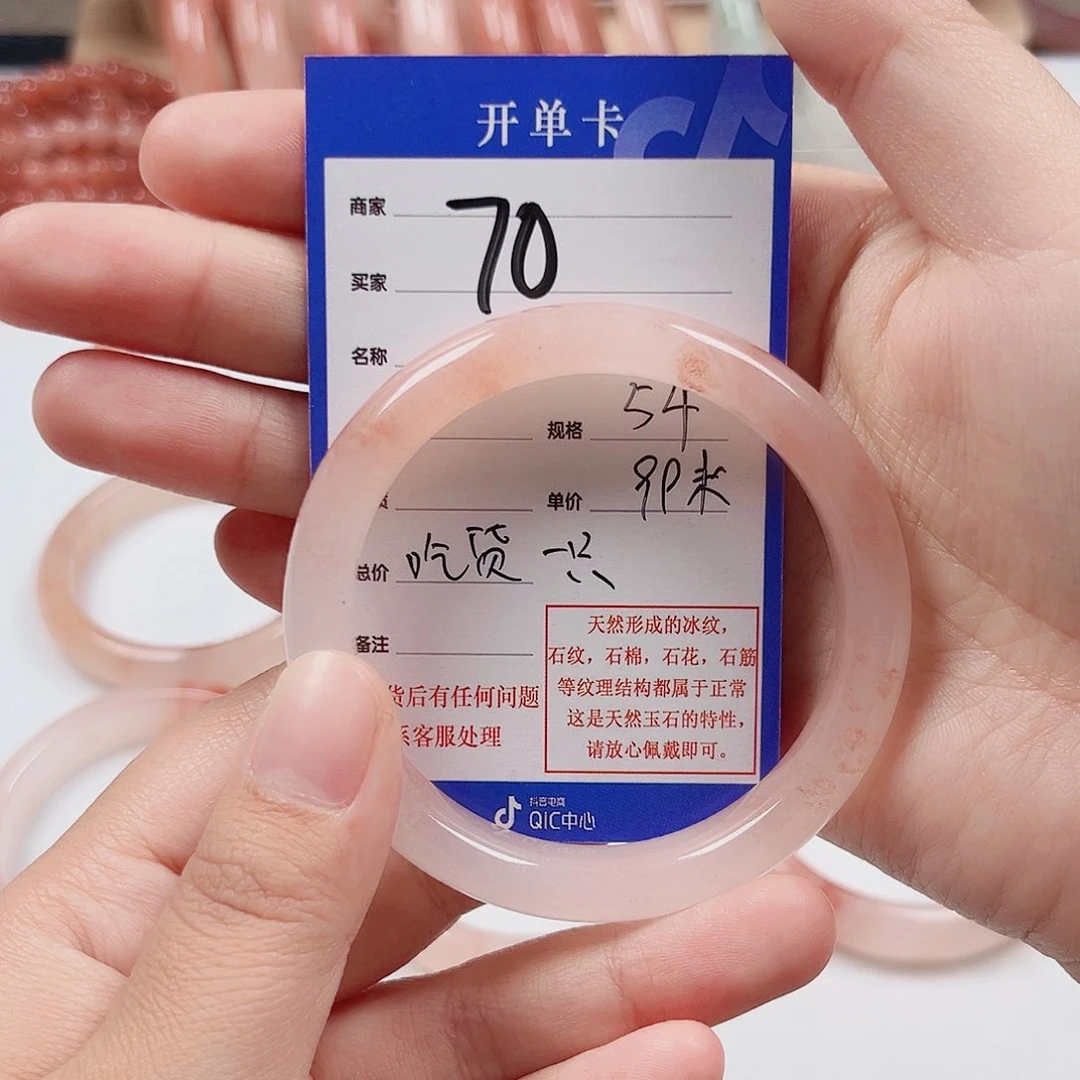 开单卡
商家 70
买家
名称
规格 54
单价
总价 吃货 一只
备注
货后有任何问题
系客服处理
天然形成的冰纹，
石纹，石棉，石花，石筋
等纹理结构都属于正常
这是天然玉石的特性，
请放心佩戴即可。
抖音电商
QIC中心